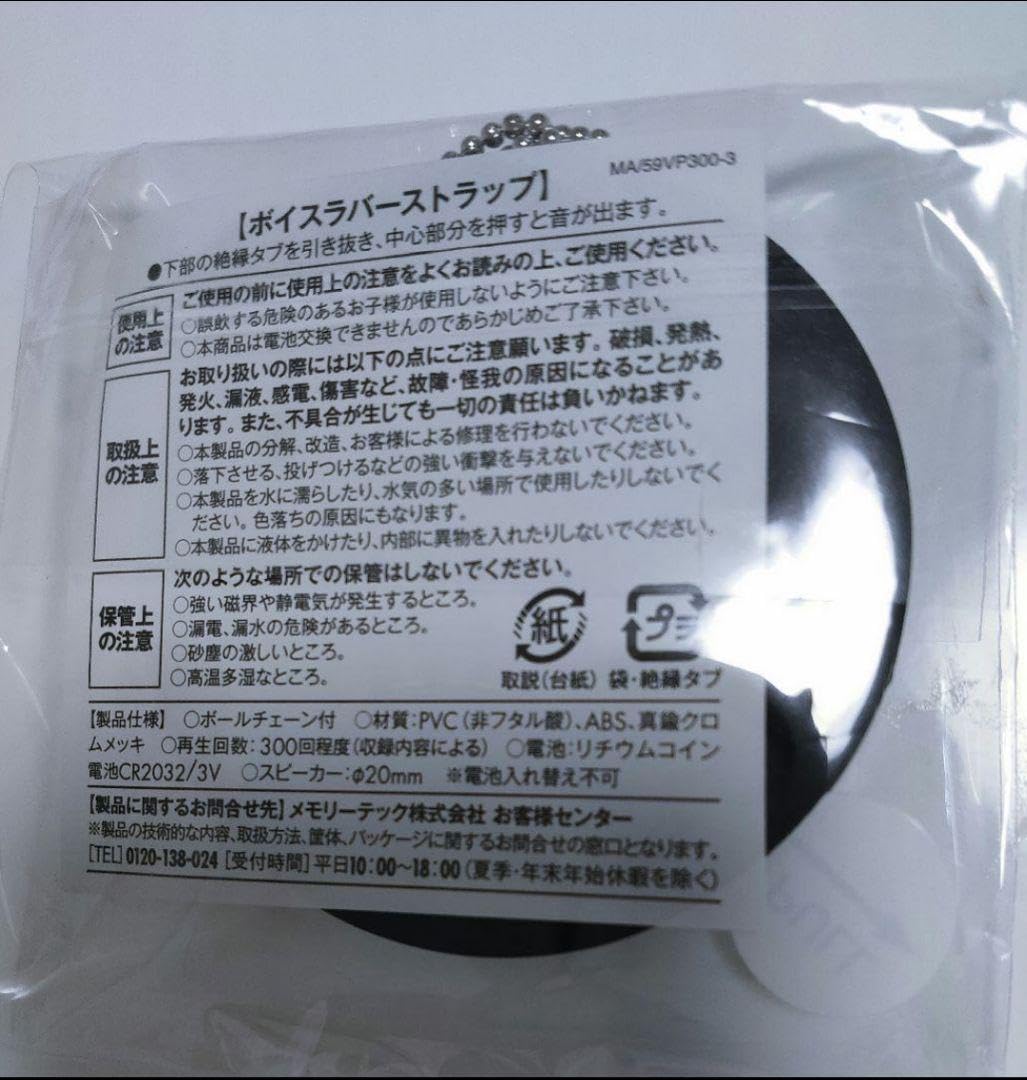 MA/59VP300-3
【ボイスラバーストラップ】
●下部の絶縁タブを引き抜き、中心部分を押すと音が出ます。
使用上
の注意
ご使用の前に使用上の注意をよくお読みの上、ご使用ください。
○誤飲する危険のあるお子様が使用しないようにご注意下さい。
○本商品は電池交換できませんのであらかじめご了承下さい。
取扱上
の注意
お取り扱いの際には以下の点にご注意願います。破損、発熱、
発火、漏液、感電、傷害など、故障・怪我の原因になることがあ
ります。また、不具合が生じても一切の責任は負いかねます。
○本製品の分解、改造、お客様による修理を行わないでください。
○落下させる、投げつけるなどの強い衝撃を与えないでください。
○本製品を水に濡らしたり、水気の多い場所で使用したりしないでく
ださい。色落ちの原因にもなります。
○本製品に液体をかけたり、内部に異物を入れたりしないでください。
保管上
の注意
次のような場所での保管はしないでください。
○強い磁界や静電気が発生するところ。
○漏電、漏水の危険があるところ。
○砂塵の激しいところ。
○高温多湿なところ。
紙
プラ
取説(台紙) 袋・絶縁タブ
【製品仕様】 ○ボールチェーン付 ○材質:PVC(非フタル酸)、ABS、真鍮クロ
ムメッキ ○再生回数:300回程度(収録内容による) ○電池:リチウムコイン
電池CR2032/3V ○スピーカー:φ20mm ※電池入れ替え不可
【製品に関するお問合せ先】メモリーテック株式会社 お客様センター
※製品の技術的な内容、取扱方法、筐体、パッケージに関するお問合せの窓口となります。
[TEL]0120-138-024 [受付時間]平日10:00〜18:00(夏季・年末年始休暇を除く)